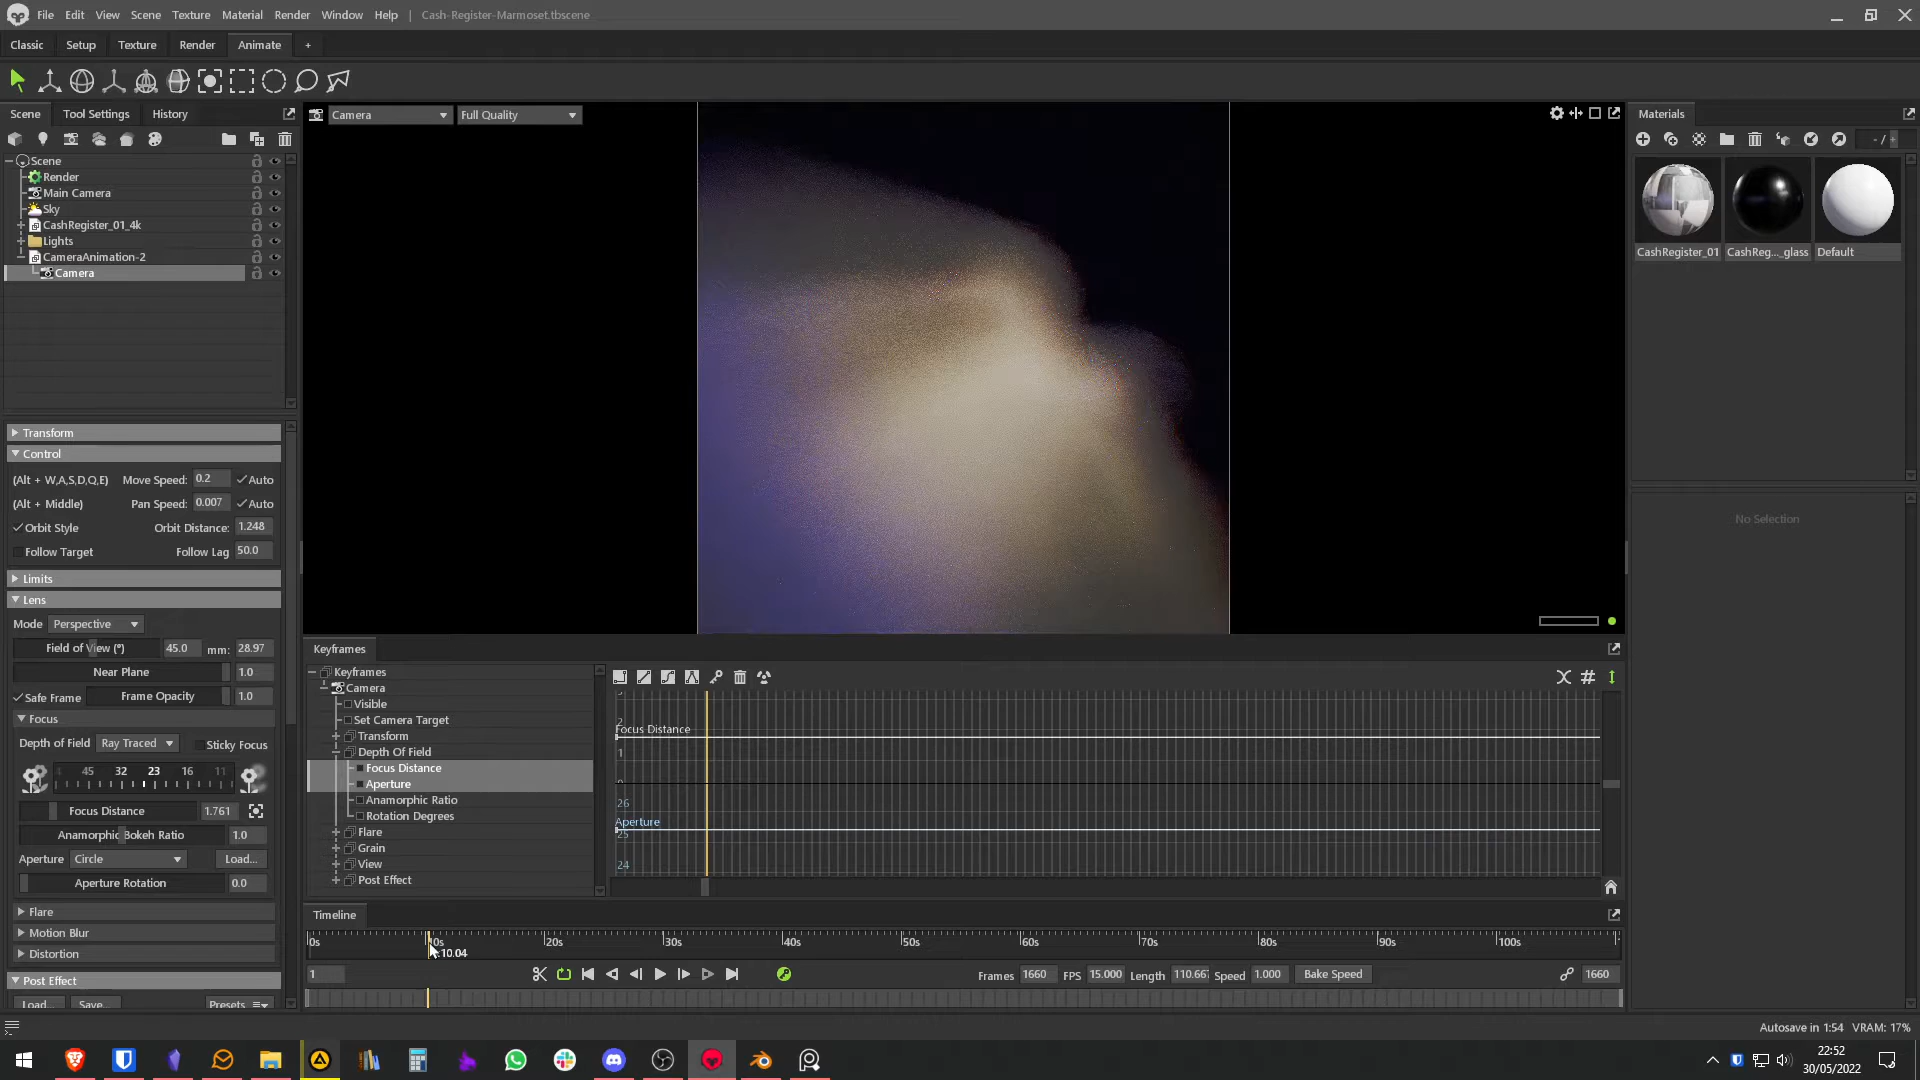 File Edit View Scene Texture Material Render Window Help | Cash-Register-Marmoset.tbscene
Classic Setup Texture Render Animate +
Scene Tool Settings History
Camera Full Quality
Materials
- /
Scene
Render
Main Camera
Sky
CashRegister_01_4k
Lights
CameraAnimation-2
Camera
CashRegister_01 CashReg..._glass Default
Transform
Control
(Alt + W,A,S,D,Q,E) Move Speed: 0.2 Auto
(Alt + Middle) Pan Speed: 0.007 Auto
Orbit Style Orbit Distance: 1.248
Follow Target Follow Lag 50.0
Limits
Lens
Mode Perspective
Field of View (°) 45.0 mm: 28.97
Near Plane 1.0
Safe Frame Frame Opacity 1.0
Focus
Depth of Field Ray Traced Sticky Focus
45 32 23 16 11
Focus Distance 1.761
Anamorphic Bokeh Ratio 1.0
Aperture Circle Load...
Aperture Rotation 0.0
Flare
Motion Blur
Distortion
Post Effect
Load... Save... Presets
No Selection
Keyframes
Keyframes
Camera
Visible
Set Camera Target
Transform
Depth Of Field
Focus Distance
Aperture
Anamorphic Ratio
Rotation Degrees
Flare
Grain
View
Post Effect
2
Focus Distance
1
0
26
Aperture
25
24
Timeline
0s 10s 20s 30s 40s 50s 60s 70s 80s 90s 100s
10.04
1 Frames 1660 FPS 15.000 Length 110.667 Speed 1.000 Bake Speed 1660
Autosave in 1:54 VRAM: 17%
22:52
30/05/2022